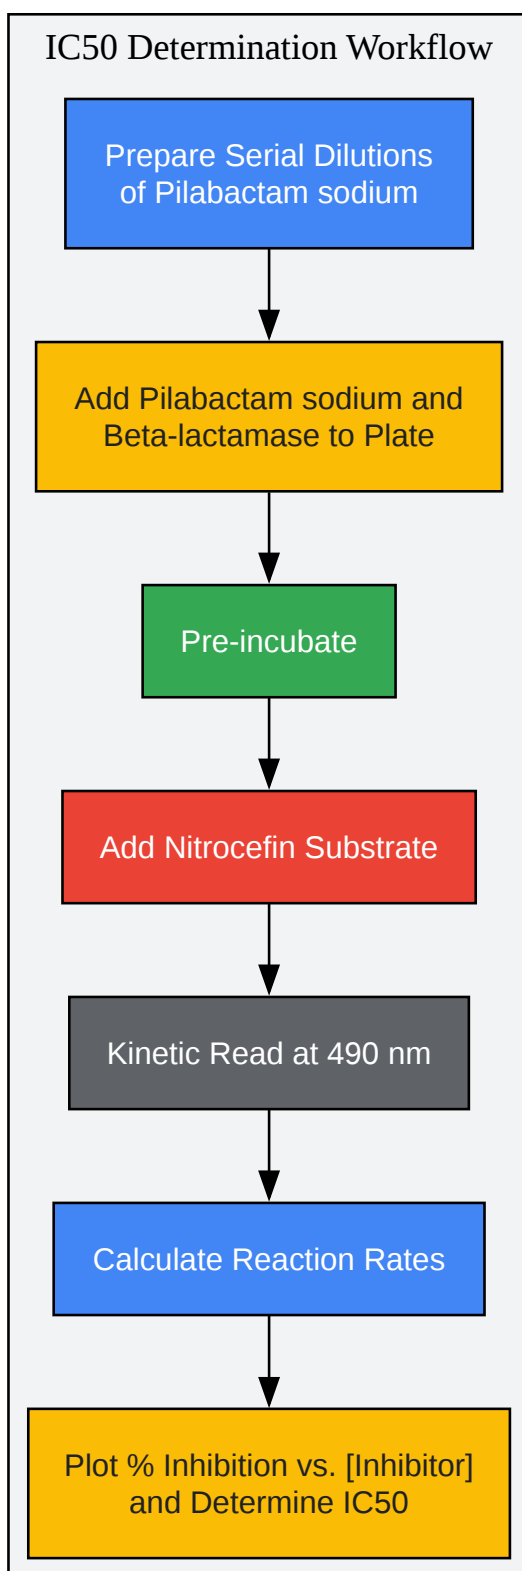 IC50 Determination Workflow
Prepare Serial Dilutions
of Pilabactam sodium
Add Pilabactam sodium and
Beta-lactamase to Plate
Pre-incubate
Add Nitrocefin Substrate
Kinetic Read at 490 nm
Calculate Reaction Rates
Plot % Inhibition vs. [Inhibitor]
and Determine IC50